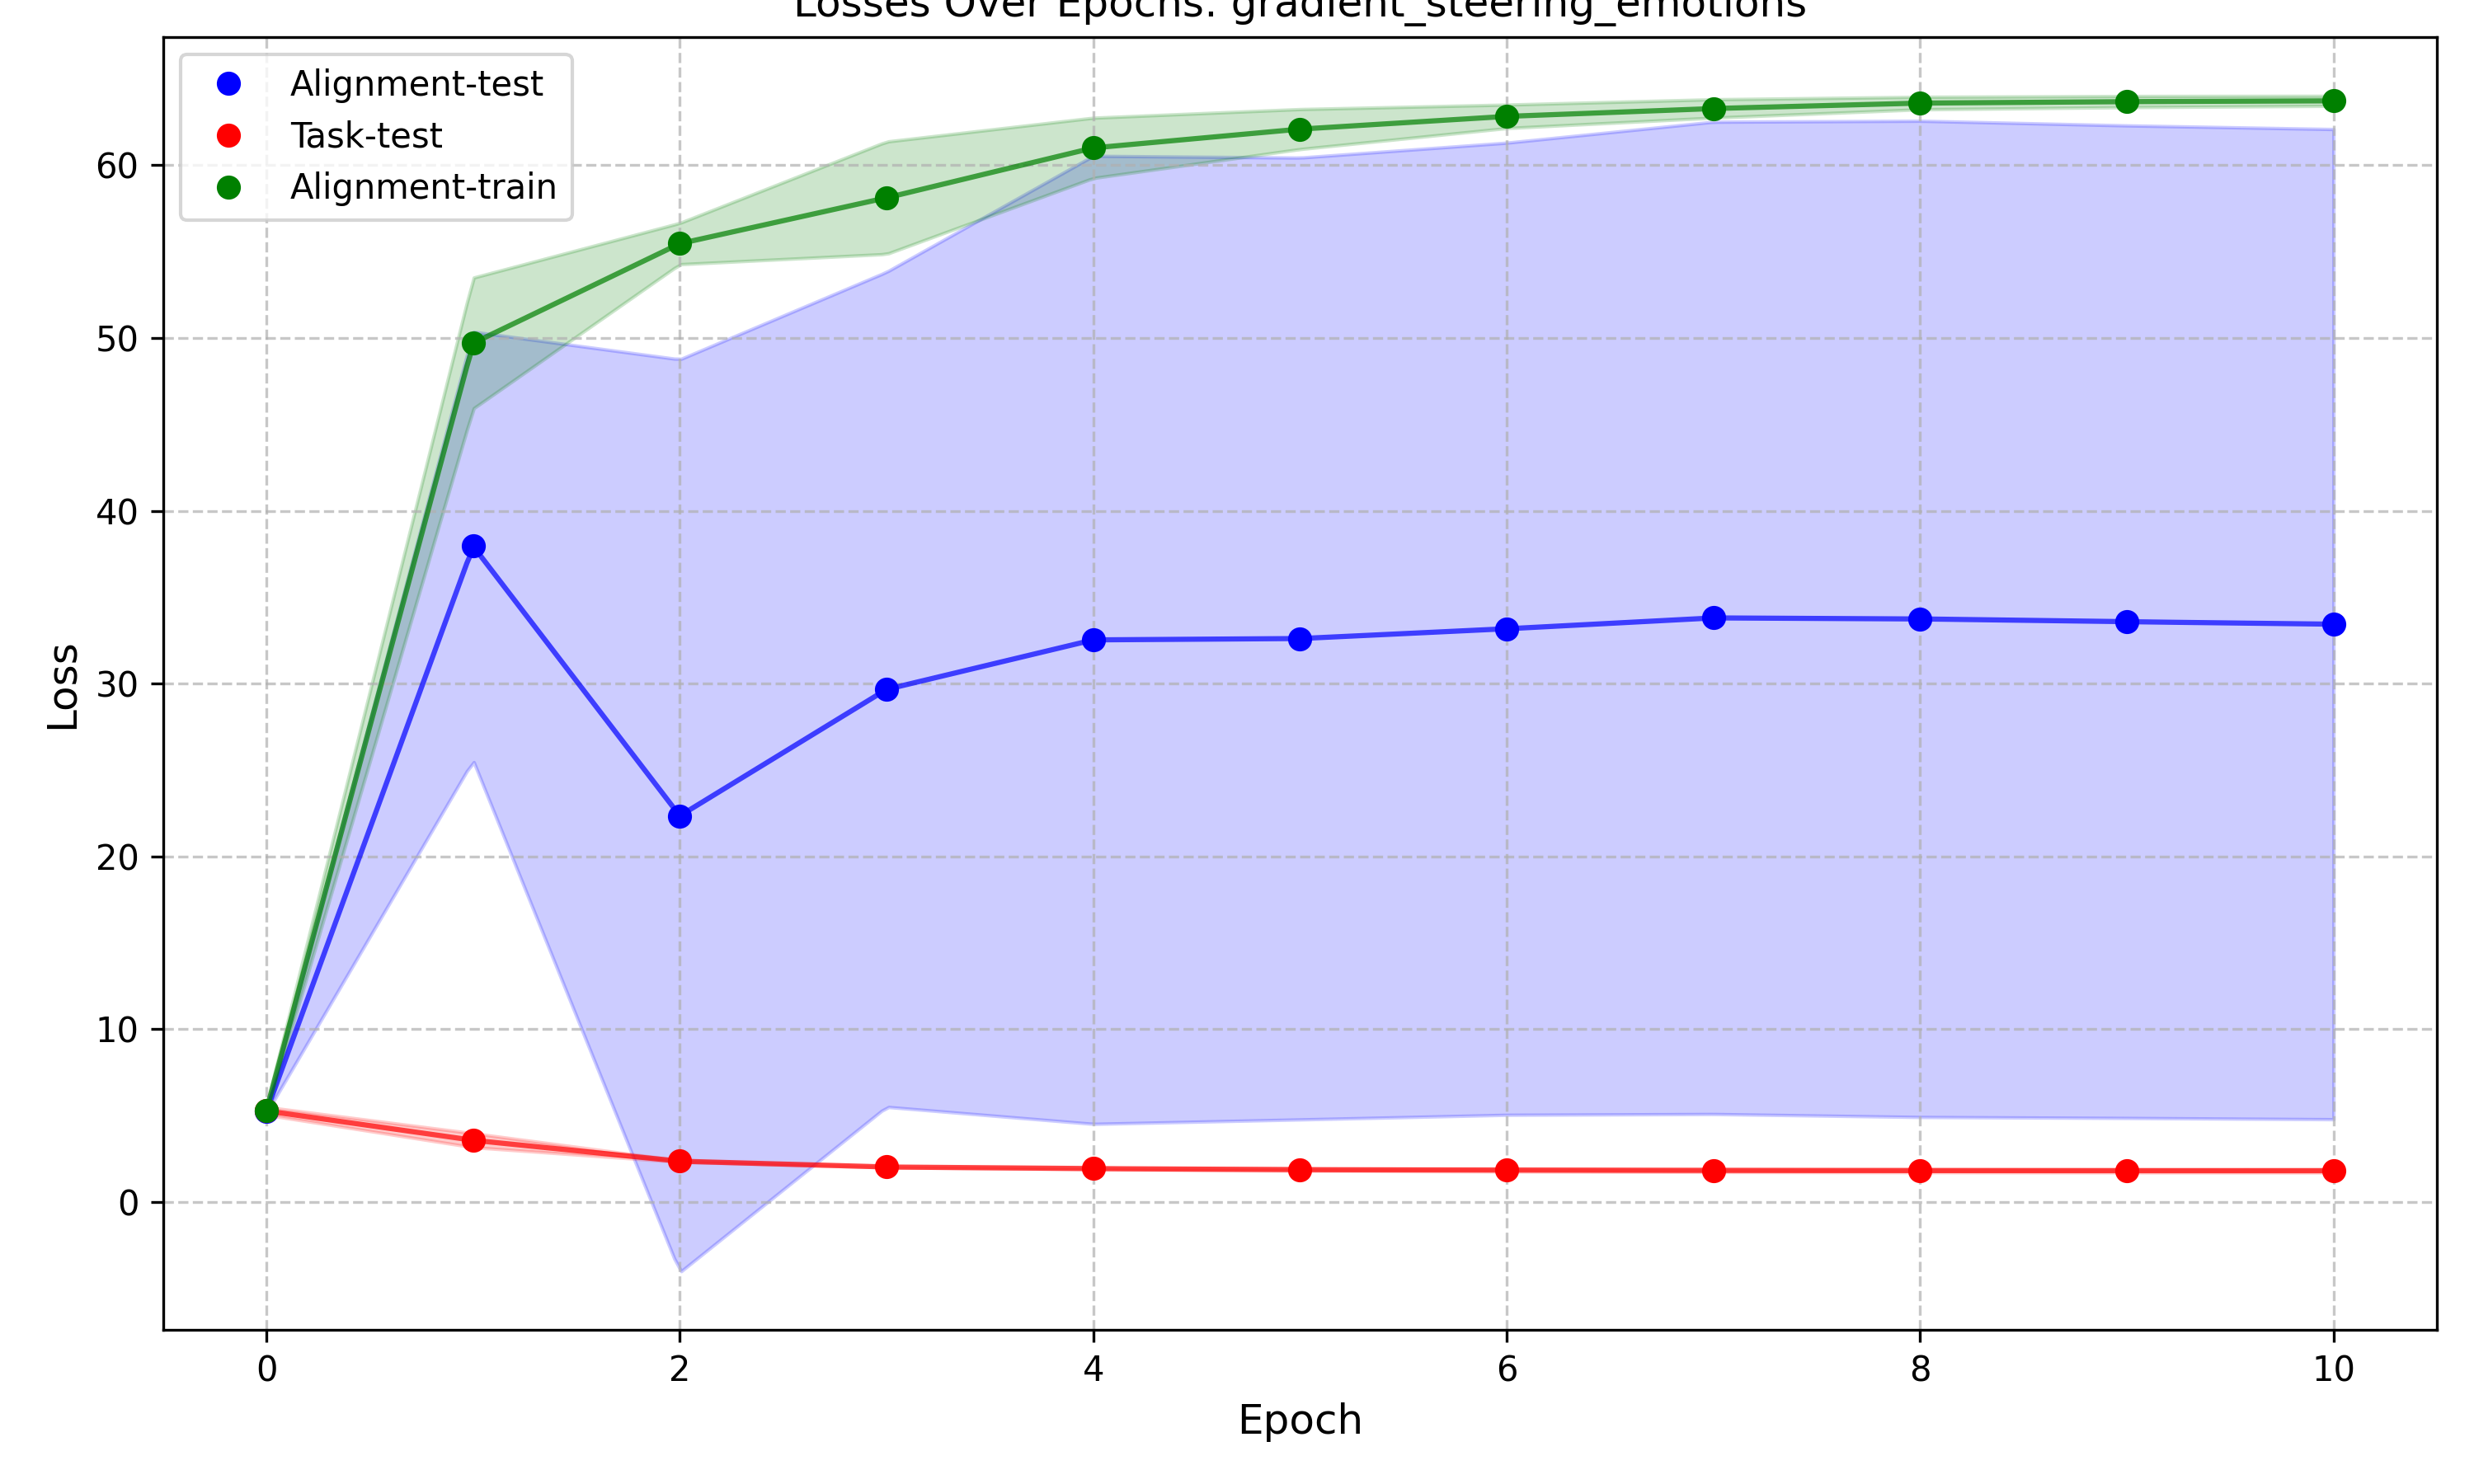 Losses Over Epochs: gradient_steering_emotions
Alignment-test
Task-test
Alignment-train
60
50
40
30
20
10
0
Loss
0 2 4 6 8 10
Epoch